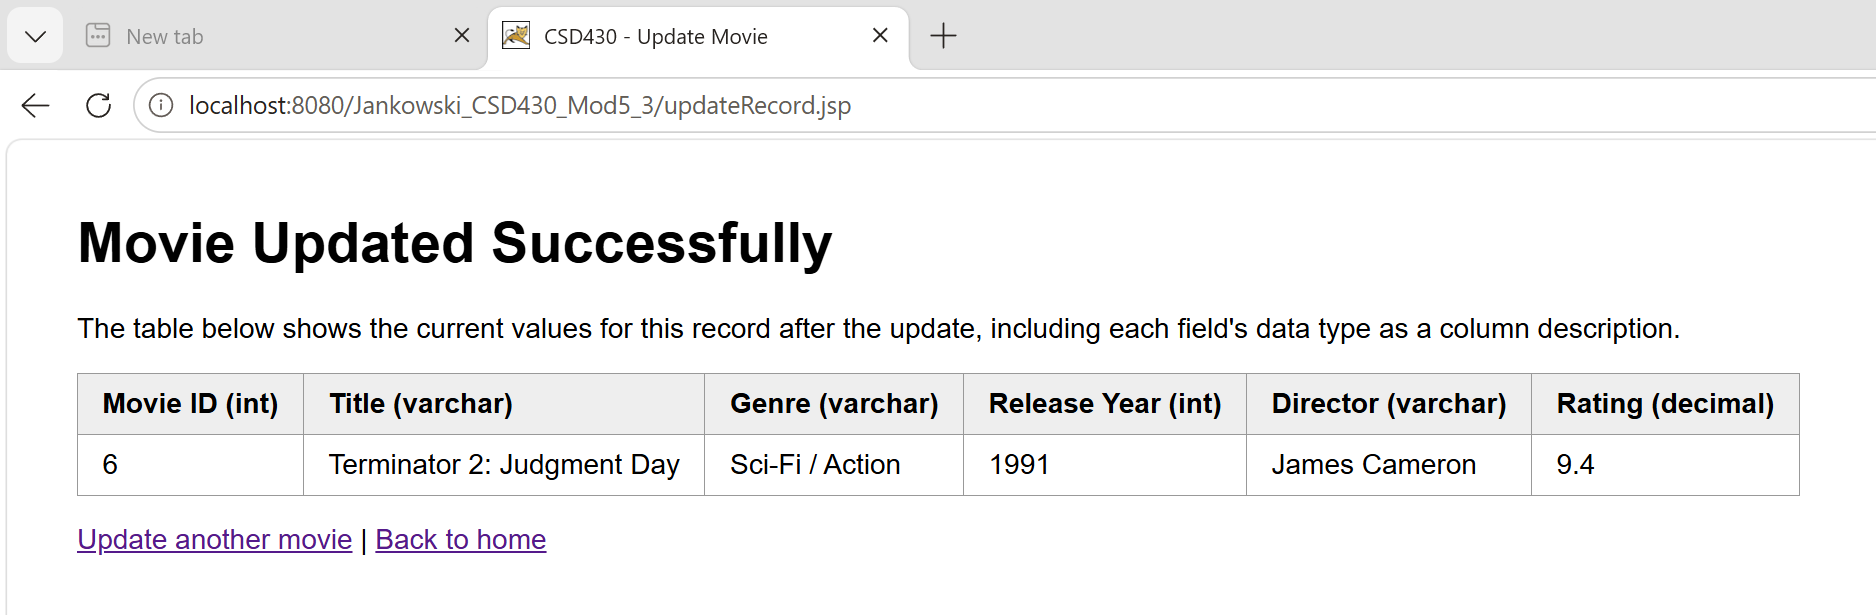 New tab
CSD430 - Update Movie
localhost:8080/Jankowski_CSD430_Mod5_3/updateRecord.jsp
Movie Updated Successfully
The table below shows the current values for this record after the update, including each field's data type as a column description.
Movie ID (int) Title (varchar) Genre (varchar) Release Year (int) Director (varchar) Rating (decimal)
6 Terminator 2: Judgment Day Sci-Fi / Action 1991 James Cameron 9.4
Update another movie | Back to home